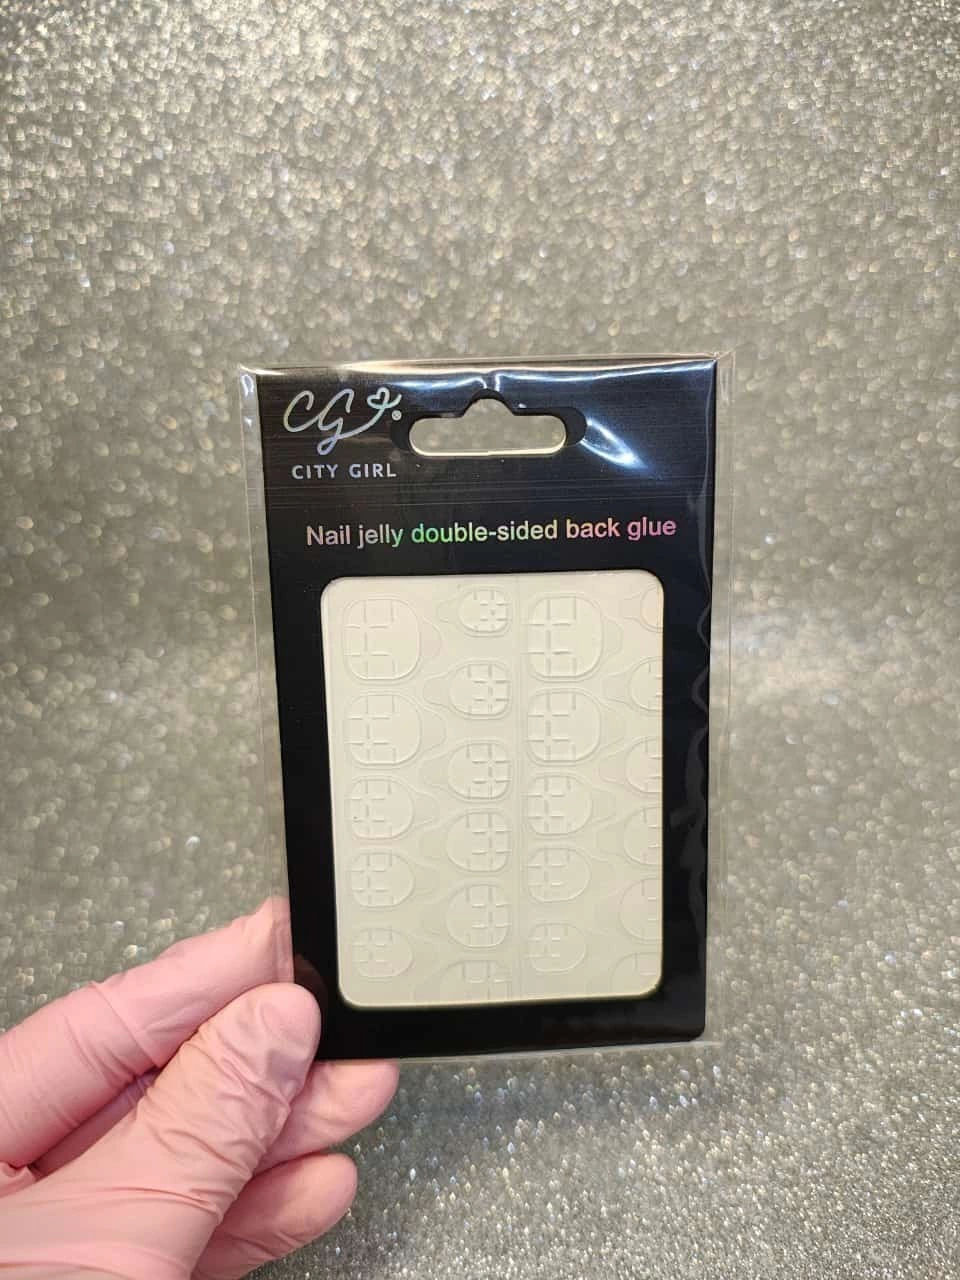 CG®
CITY GIRL
Nail jelly double-sided back glue